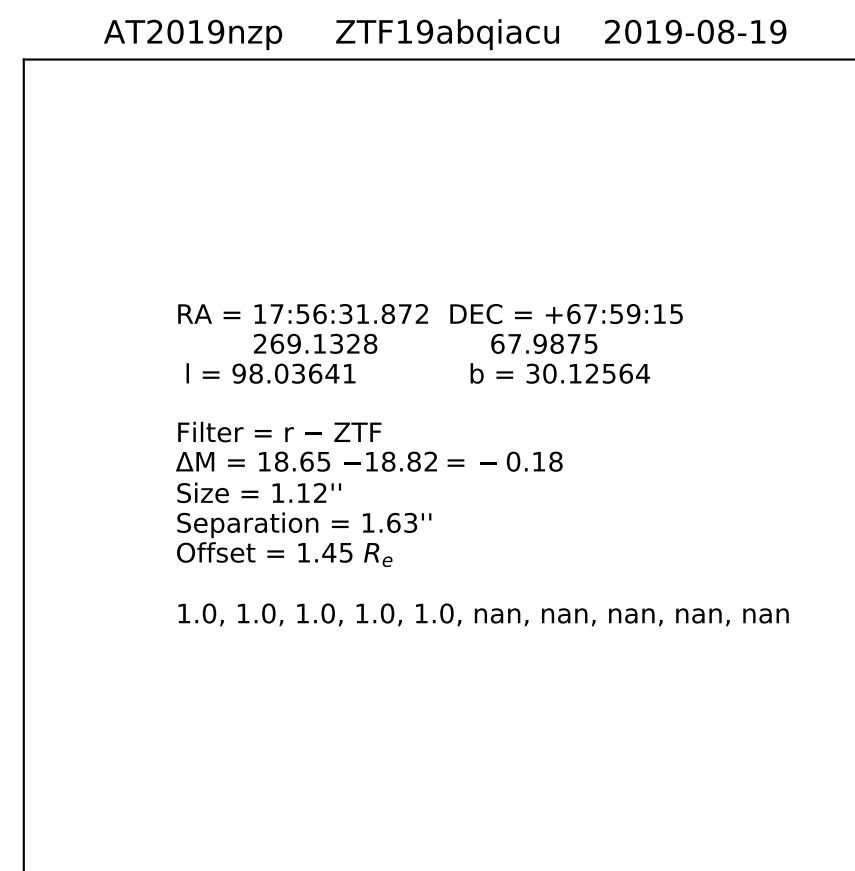 AT2019nzp ZTF19abqiacu 2019-08-19
RA = 17:56:31.872 DEC = +67:59:15
269.1328 67.9875
l = 98.03641 b = 30.12564
Filter = r − ZTF
ΔM = 18.65 −18.82 = − 0.18
Size = 1.12''
Separation = 1.63''
Offset = 1.45 Re
1.0, 1.0, 1.0, 1.0, 1.0, nan, nan, nan, nan, nan